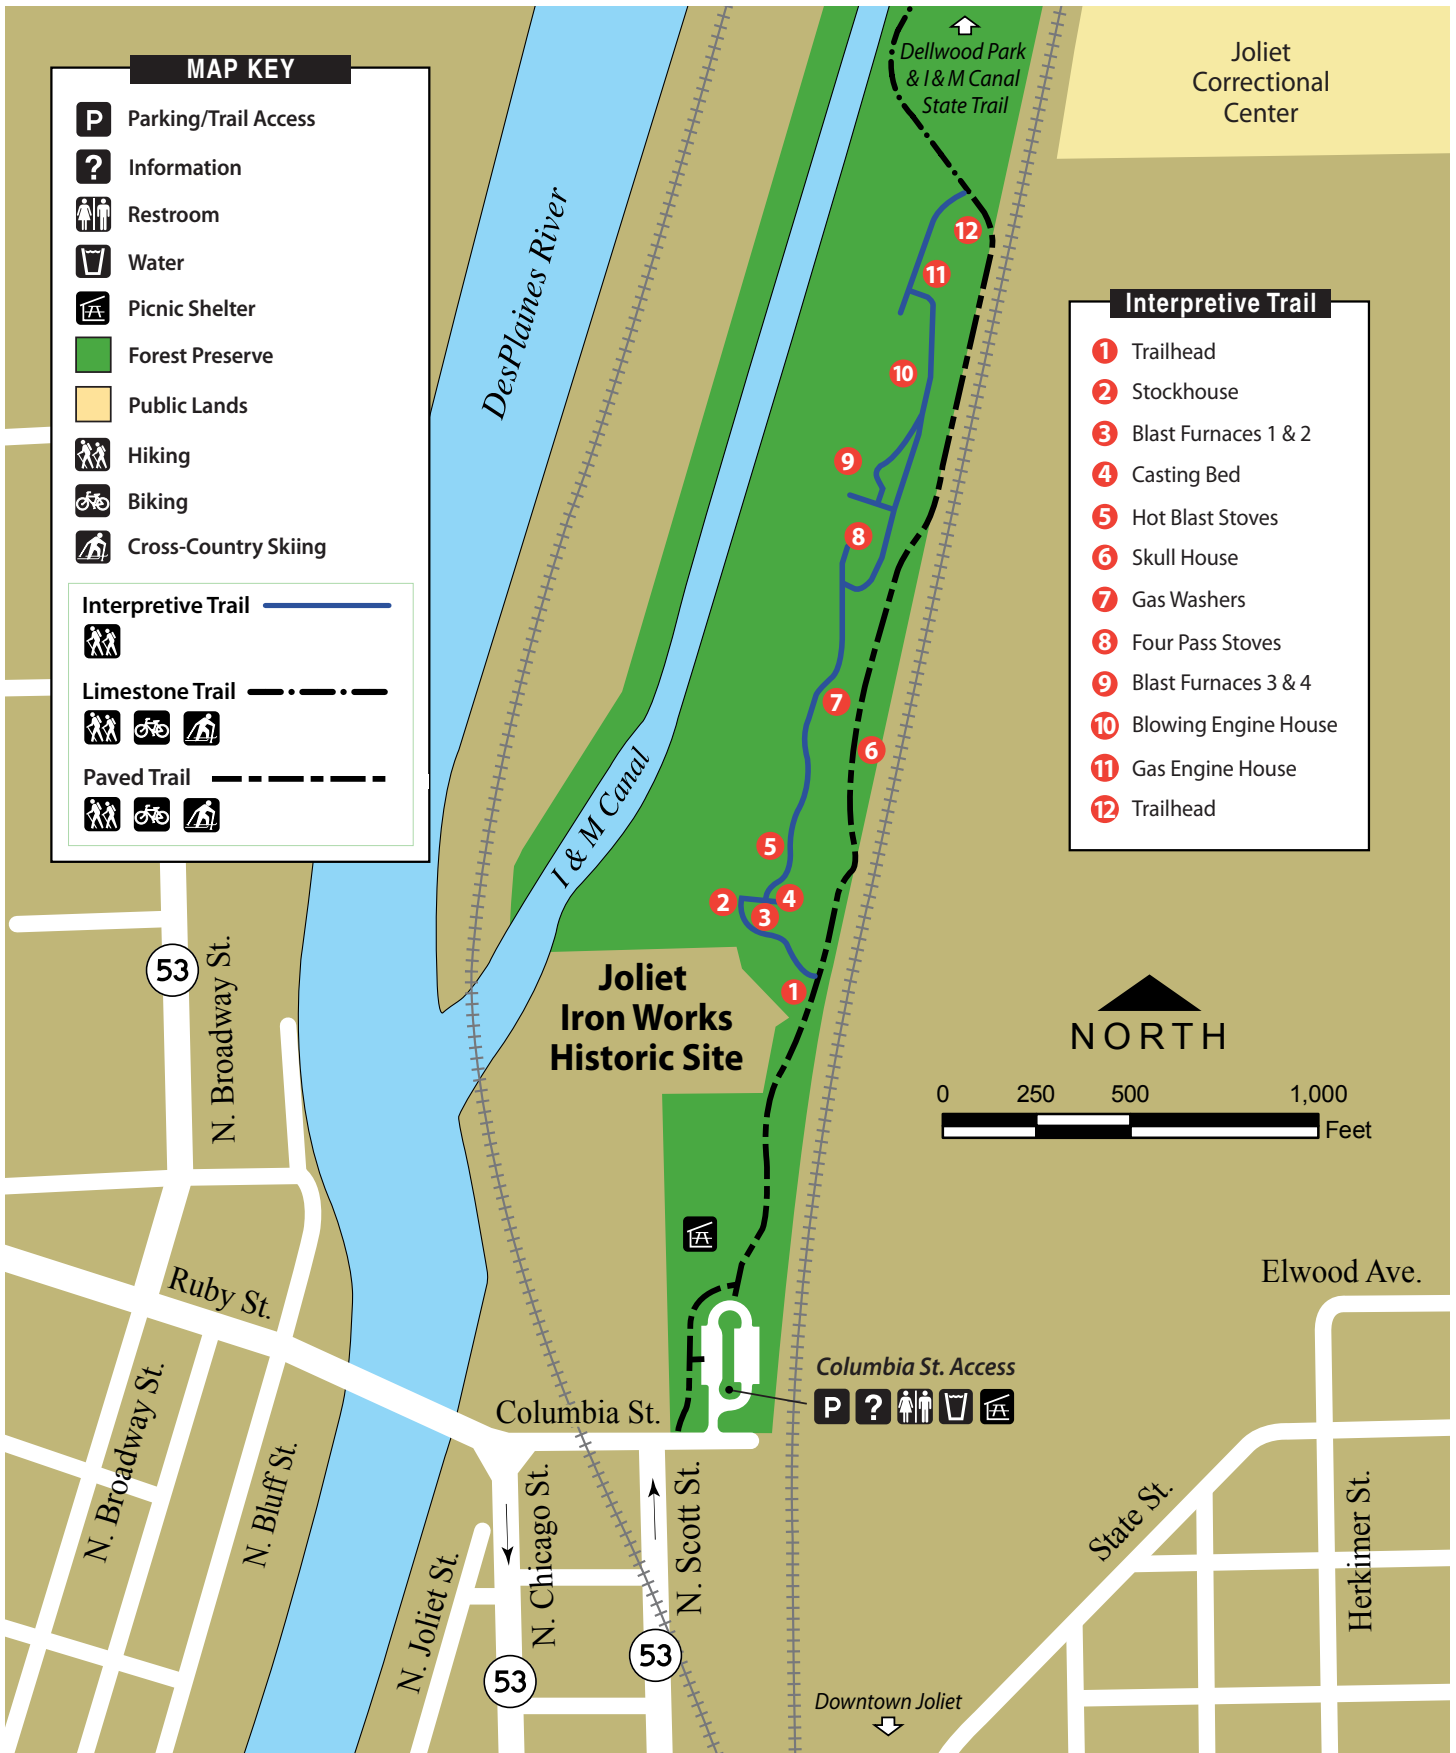 MAP KEY
P Parking/Trail Access
? Information
Restroom
Water
Picnic Shelter
Forest Preserve
Public Lands
Hiking
Biking
Cross-Country Skiing
Interpretive Trail
Limestone Trail
Paved Trail
DesPlaines River
I & M Canal
Dellwood Park
& I & M Canal
State Trail
Joliet
Correctional
Center
Interpretive Trail
1 Trailhead
2 Stockhouse
3 Blast Furnaces 1 & 2
4 Casting Bed
5 Hot Blast Stoves
6 Skull House
7 Gas Washers
8 Four Pass Stoves
9 Blast Furnaces 3 & 4
10 Blowing Engine House
11 Gas Engine House
12 Trailhead
12
11
10
9
8
7
6
5
4
2
3
1
Joliet
Iron Works
Historic Site
NORTH
0 250 500 1,000
Feet
53
N. Broadway St.
Ruby St.
N. Broadway St.
N. Bluff St.
N. Joliet St.
Columbia St.
N. Chicago St.
N. Scott St.
53
53
Columbia St. Access
P ?
Elwood Ave.
State St.
Herkimer St.
Downtown Joliet